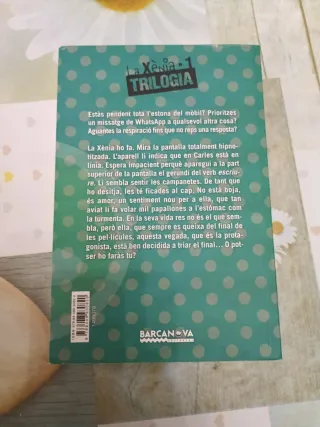 La Xènia • 1
TRILOGIA
Estàs pendent tota l'estona del mòbil? Prioritzes
un missatge de WhatsApp a qualsevol altra cosa?
Aguantes la respiració fins que no reps una resposta?
La Xènia ho fa. Mira la pantalla totalment hipno-
titzada. L'aparell li indica que en Carles està en
línia. Espera impacient perquè aparegui a la part
superior de la pantalla el gerundi del verb escriu-
re. Li sembla sentir les campanetes. De tant que
ho desitja, les té ficades al cap. No està boja,
és amor, un sentiment nou per a ella, que tan
aviat li fa volar mil papallones a l'estómac com
la turmenta. En la seva vida res no és el que sem-
bla, però ella, que sempre es queixa del final de
les pel·lícules, aquesta vegada, que és la prota-
gonista, està ben decidida a triar el final... O pot-
ser ho faràs tu?
BARCANOVA